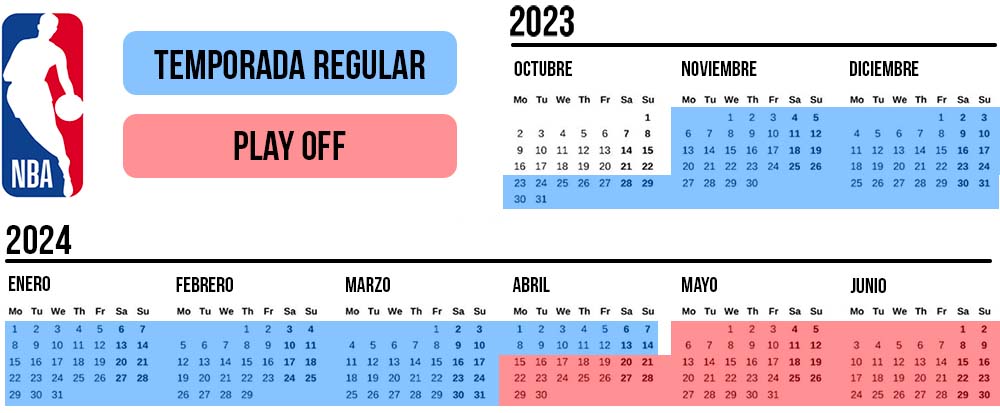 NBA
TEMPORADA REGULAR
PLAY OFF
2023
OCTUBRE
Mo Tu We Th Fr Sa Su
1
2 3 4 5 6 7 8
9 10 11 12 13 14 15
16 17 18 19 20 21 22
23 24 25 26 27 28 29
30 31
NOVIEMBRE
Mo Tu We Th Fr Sa Su
1 2 3 4 5
6 7 8 9 10 11 12
13 14 15 16 17 18 19
20 21 22 23 24 25 26
27 28 29 30
DICIEMBRE
Mo Tu We Th Fr Sa Su
1 2 3
4 5 6 7 8 9 10
11 12 13 14 15 16 17
18 19 20 21 22 23 24
25 26 27 28 29 30 31
2024
ENERO
Mo Tu We Th Fr Sa Su
1 2 3 4 5 6 7
8 9 10 11 12 13 14
15 16 17 18 19 20 21
22 23 24 25 26 27 28
29 30 31
FEBRERO
Mo Tu We Th Fr Sa Su
1 2 3 4
5 6 7 8 9 10 11
12 13 14 15 16 17 18
19 20 21 22 23 24 25
26 27 28 29
MARZO
Mo Tu We Th Fr Sa Su
1 2 3
4 5 6 7 8 9 10
11 12 13 14 15 16 17
18 19 20 21 22 23 24
25 26 27 28 29 30 31
ABRIL
Mo Tu We Th Fr Sa Su
1 2 3 4 5 6 7
8 9 10 11 12 13 14
15 16 17 18 19 20 21
22 23 24 25 26 27 28
29 30
MAYO
Mo Tu We Th Fr Sa Su
1 2 3 4 5
6 7 8 9 10 11 12
13 14 15 16 17 18 19
20 21 22 23 24 25 26
27 28 29 30 31
JUNIO
Mo Tu We Th Fr Sa Su
1 2
3 4 5 6 7 8 9
10 11 12 13 14 15 16
17 18 19 20 21 22 23
24 25 26 27 28 29 30